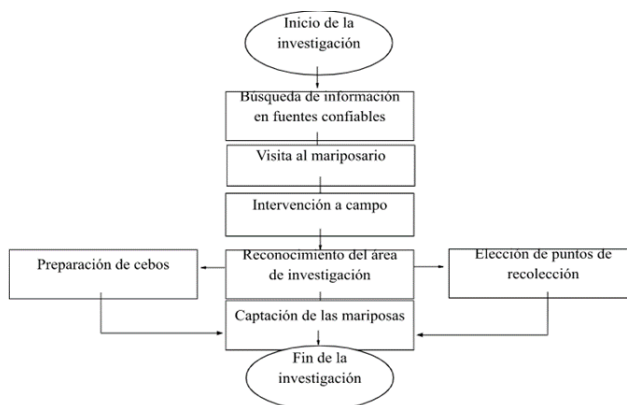 Inicio de la
investigación
Búsqueda de información
en fuentes confiables
Visita al mariposario
Intervención a campo
Preparación de cebos
Reconocimiento del área
de investigación
Elección de puntos de
recolección
Captación de las mariposas
Fin de la
investigación